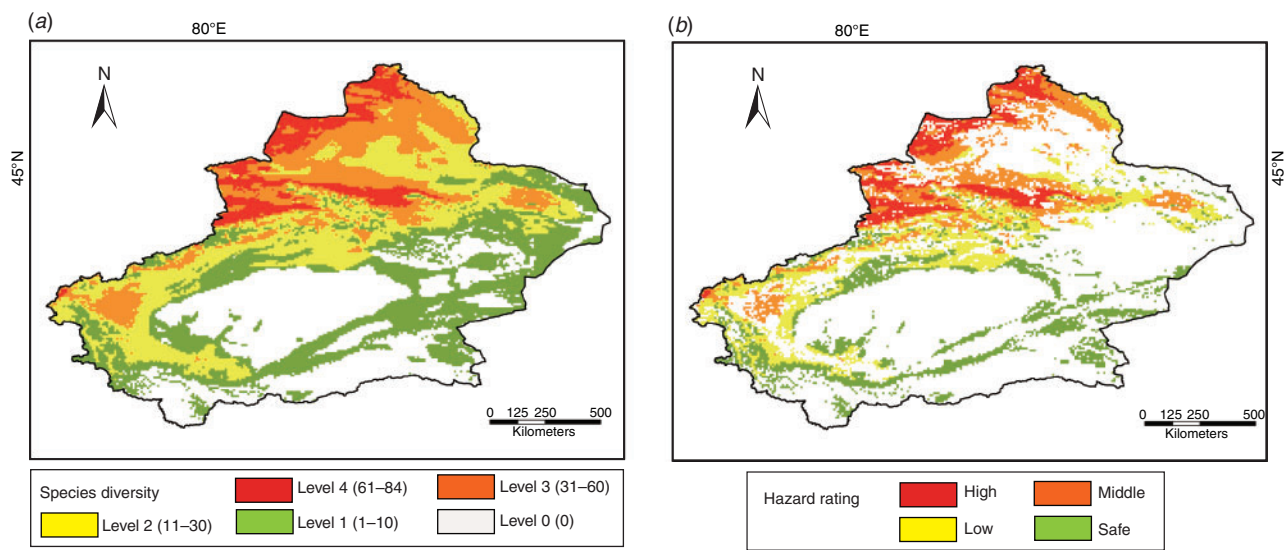 (a)
80°E
N
45°N
0 125 250 500
Kilometers
Species diversity
Level 4 (61–84)
Level 3 (31–60)
Level 2 (11–30)
Level 1 (1–10)
Level 0 (0)
(b)
80°E
N
45°N
0 125 250 500
Kilometers
Hazard rating
High
Middle
Low
Safe